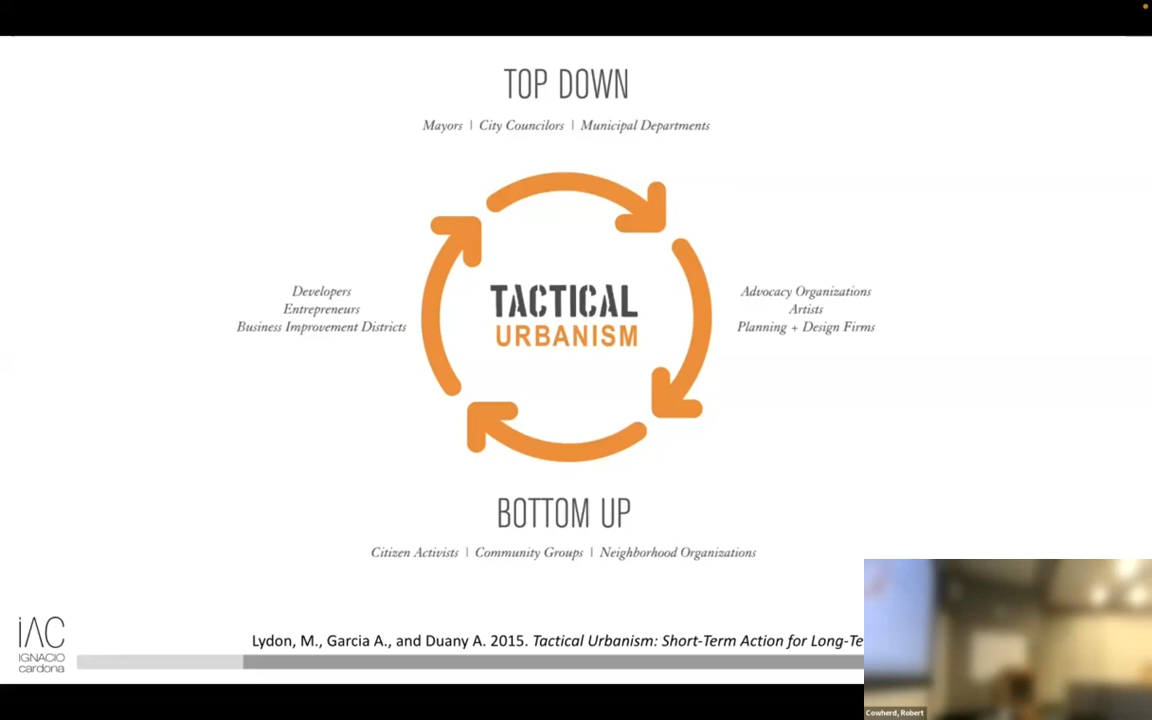 TOP DOWN
Mayors | City Councilors | Municipal Departments
Developers
Entrepreneurs
Business Improvement Districts
TACTICAL
URBANISM
Advocacy Organizations
Artists
Planning + Design Firms
BOTTOM UP
Citizen Activists | Community Groups | Neighborhood Organizations
iAC
IGNACIO
cardona
Lydon, M., Garcia A., and Duany A. 2015. Tactical Urbanism: Short-Term Action for Long-Te
Cowherd, Robert